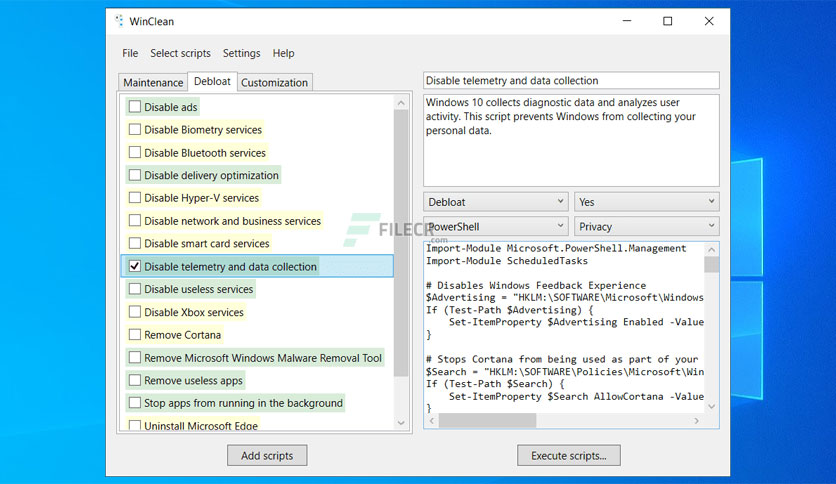 WinClean
File Select scripts Settings Help
Maintenance Debloat Customization
Disable ads
Disable Biometry services
Disable Bluetooth services
Disable delivery optimization
Disable Hyper-V services
Disable network and business services
Disable smart card services
Disable telemetry and data collection
Disable useless services
Disable Xbox services
Remove Cortana
Remove Microsoft Windows Malware Removal Tool
Remove useless apps
Stop apps from running in the background
Uninstall Microsoft Edge
Add scripts
Disable telemetry and data collection
Windows 10 collects diagnostic data and analyzes user
activity. This script prevents Windows from collecting your
personal data.
Debloat Yes
PowerShell Privacy
Import-Module Microsoft.PowerShell.Management
Import-Module ScheduledTasks
# Disables Windows Feedback Experience
$Advertising = "HKLM:\SOFTWARE\Microsoft\Windows
If (Test-Path $Advertising) {
Set-ItemProperty $Advertising Enabled -Value
}
# Stops Cortana from being used as part of your
$Search = "HKLM:\SOFTWARE\Policies\Microsoft\Win
If (Test-Path $Search) {
Set-ItemProperty $Search AllowCortana -Value
}
Execute scripts...
FILECR
.com